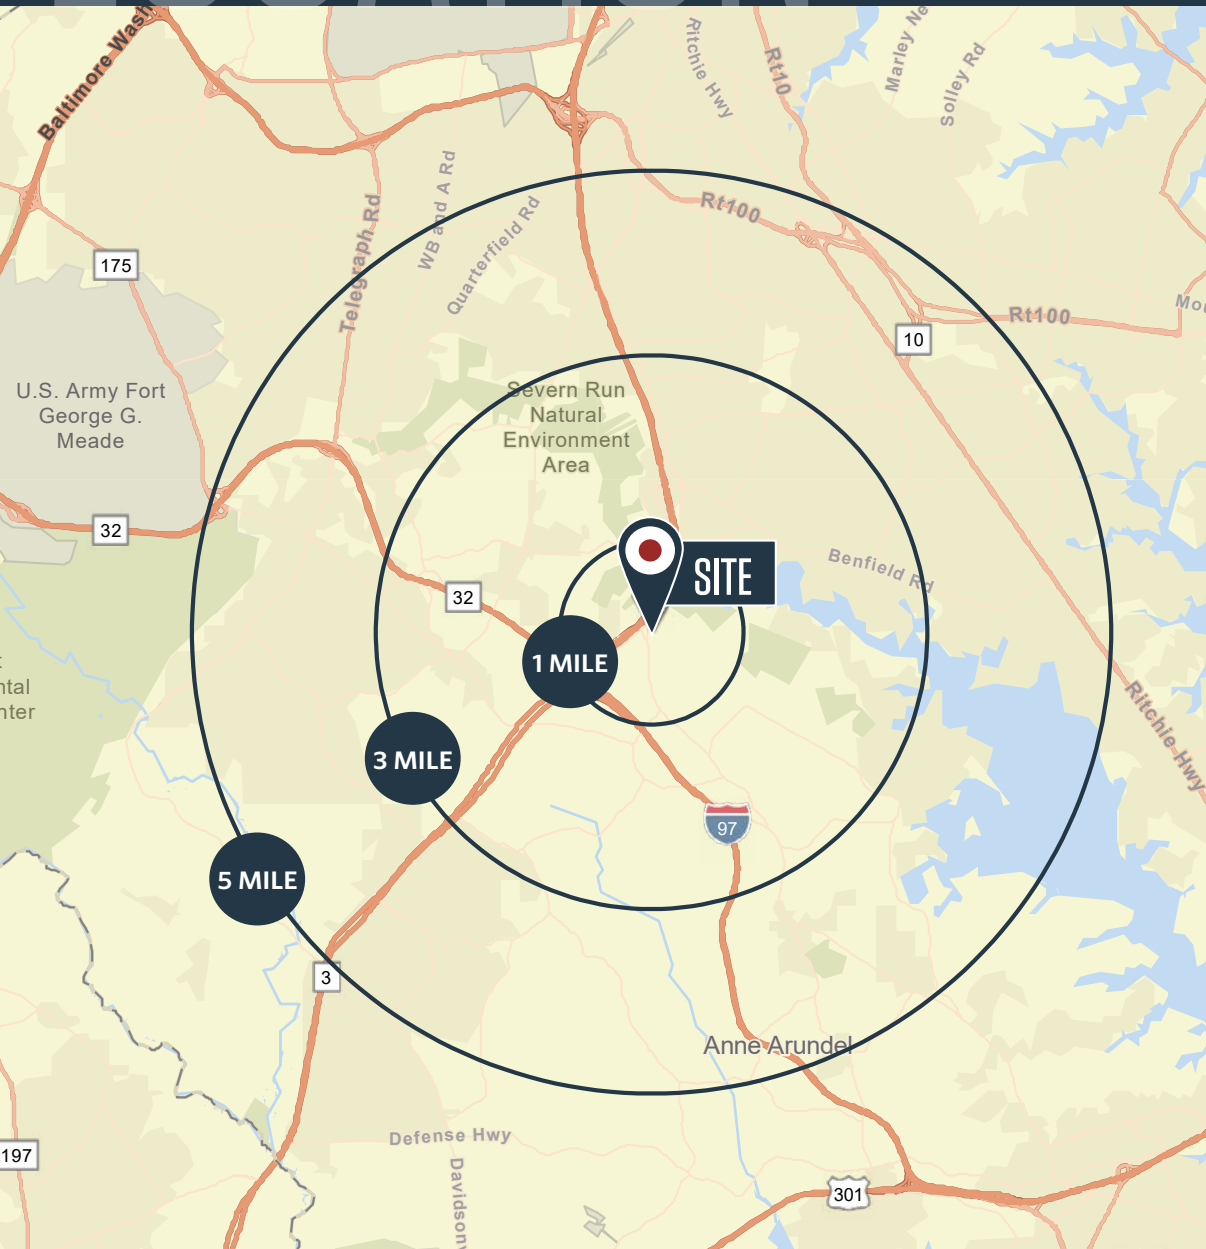 Baltimore Wash
Ritchie Hwy
Rt10
Marley Ne
Solley Rd
WB and A Rd
Telegraph Rd
Quarterfield Rd
Rt100
175
Rt100
10
U.S. Army Fort
George G.
Meade
Severn Run
Natural
Environment
Area
32
Benfield Rd
SITE
32
1 MILE
Ritchie Hwy
3 MILE
97
5 MILE
3
Anne Arundel
Defense Hwy
197
301